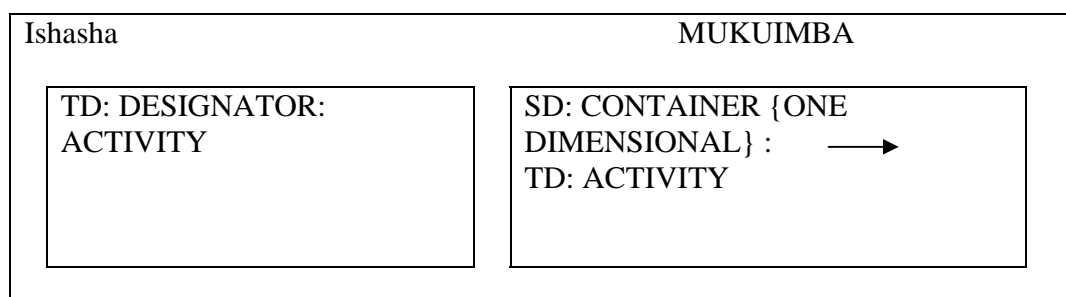 Ishasha MUKUIMBA
TD: DESIGNATOR:
ACTIVITY
SD: CONTAINER {ONE
DIMENSIONAL} :
TD: ACTIVITY